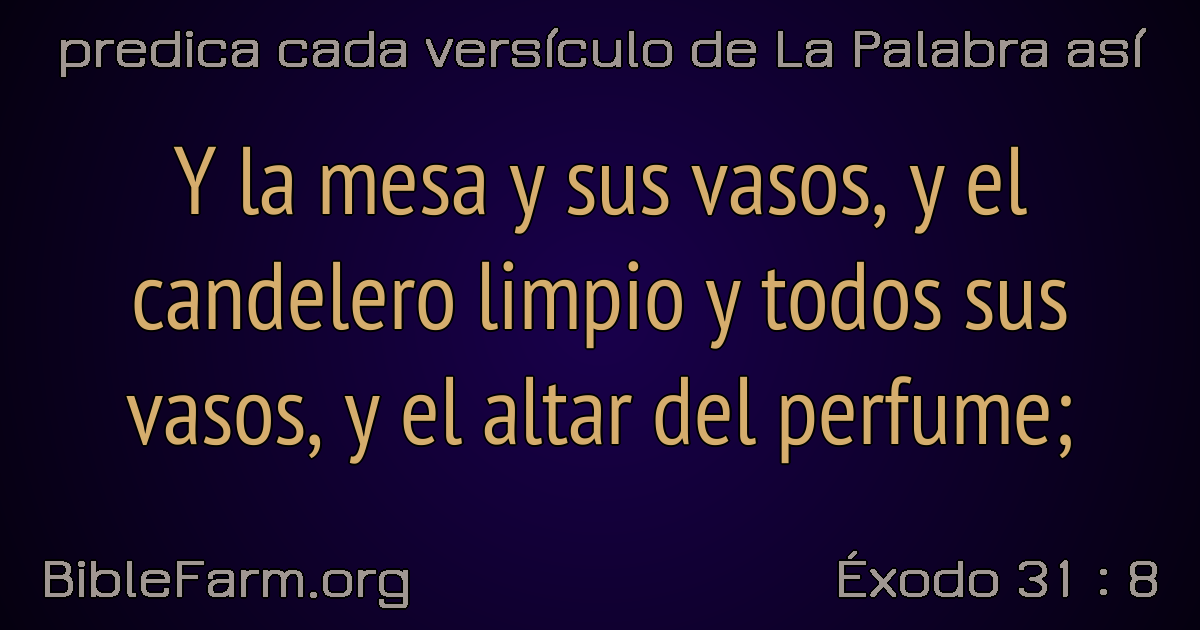 predica cada versículo de La Palabra así
Y la mesa y sus vasos, y el
candelero limpio y todos sus
vasos, y el altar del perfume;
BibleFarm.org
Éxodo 31 : 8